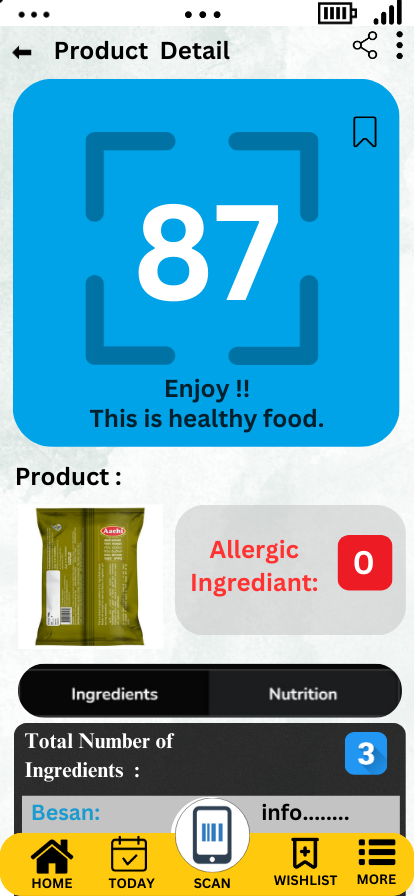 Product Detail
87
Enjoy !!
This is healthy food.
Product :
Aachi
Allergic
Ingrediant:
0
Ingredients
Nutrition
Total Number of
Ingredients :
3
Besan:
info........
HOME
TODAY
SCAN
WISHLIST
MORE